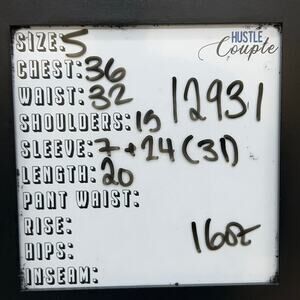 SIZE: 5
HUSTLE
Couple
CHEST: 36
WAIST: 32
12931
SHOULDERS: 15
SLEEVE: 7 + 24 (31)
LENGTH: 20
PANT WAIST:
RISE:
16oz
HIPS:
INSEAM: